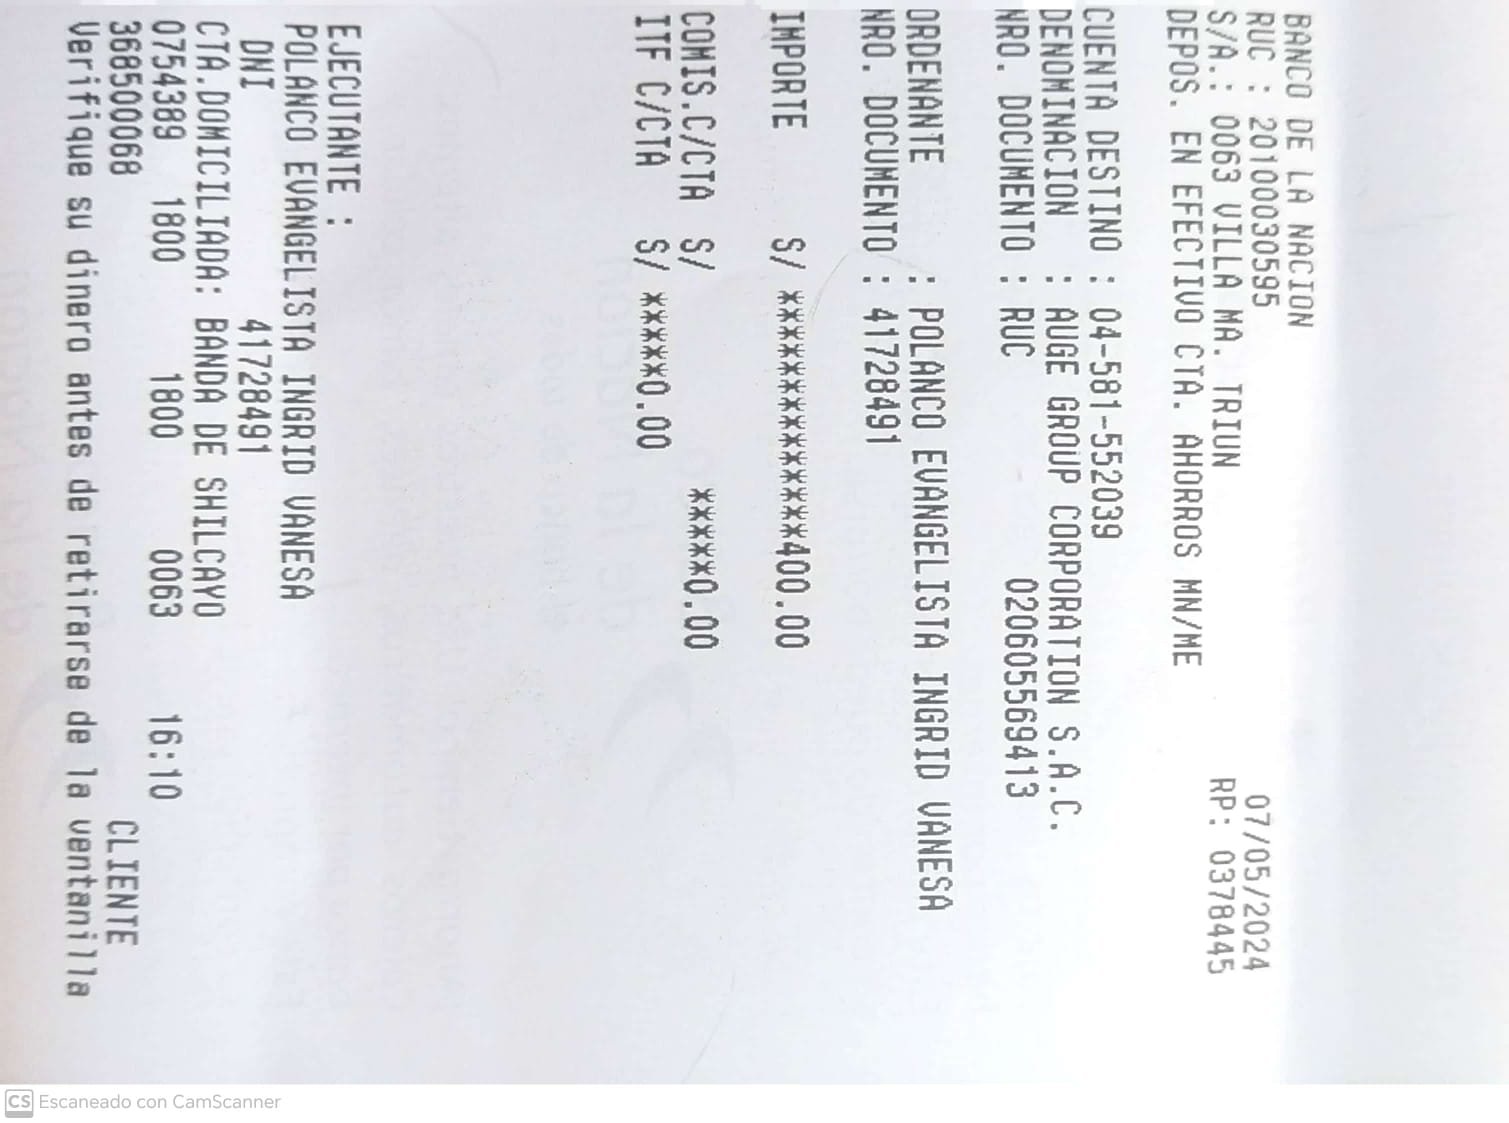 BANCO DE LA NACION
RUC : 20100030595 07/05/2024
S/A.: 0063 VILLA MA. TRIUN RP: 0378445
DEPOS. EN EFECTIVO CTA. AHORROS MN/ME
CUENTA DESTINO : 04-581-552039
DENOMINACION : AUGE GROUP CORPORATION S.A.C.
NRO. DOCUMENTO : RUC 020605569413
ORDENANTE : POLANCO EVANGELISTA INGRID VANESA
NRO. DOCUMENTO : 41728491
IMPORTE S/ ***************400.00
COMIS.C/CTA S/ *****0.00
ITF C/CTA S/ *****0.00
EJECUTANTE :
POLANCO EVANGELISTA INGRID VANESA
DNI 41728491
CTA.DOMICILIADA: BANDA DE SHILCAYO
0754389 1800 1800 0063 16:10
368500068 CLIENTE
Verifique su dinero antes de retirarse de la ventanilla
CS Escaneado con CamScanner